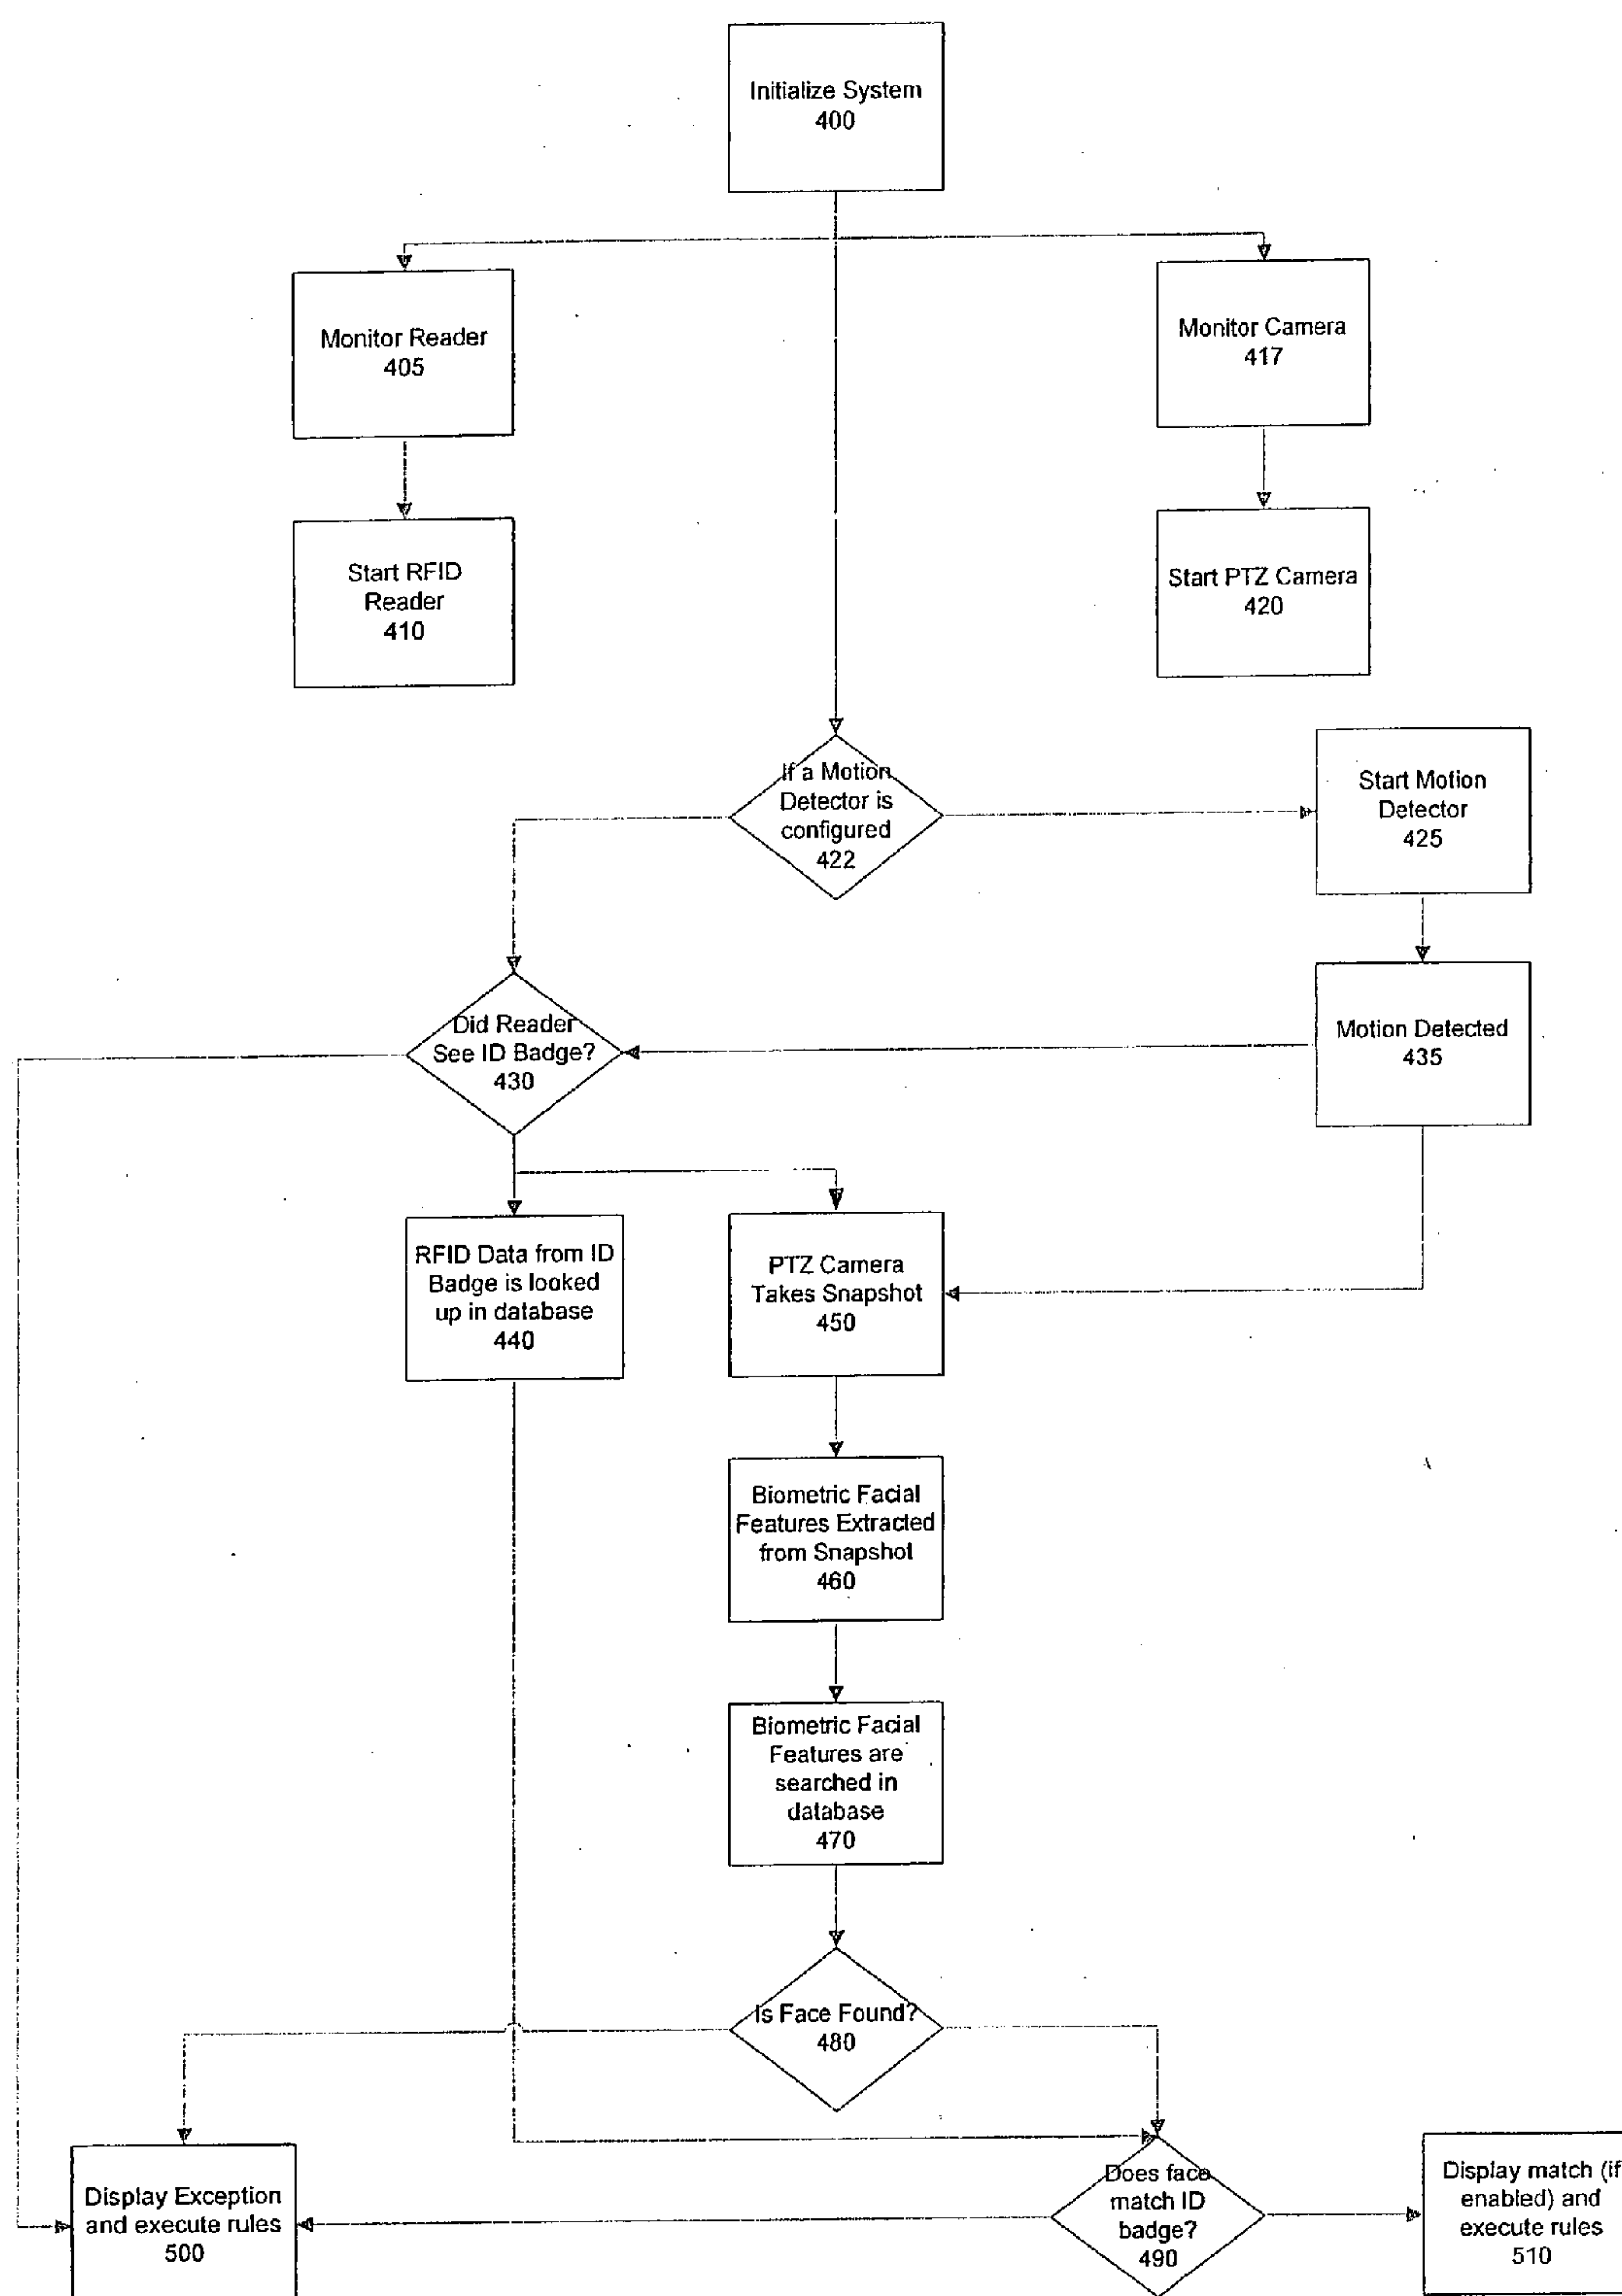 Initialize System
400
Monitor Reader
405
Monitor Camera
417
Start RFID
Reader
410
Start PTZ Camera
420
If a Motion
Detector is
configured
422
Start Motion
Detector
425
Did Reader
See ID Badge?
430
Motion Detected
435
RFID Data from ID
Badge is looked
up in database
440
PTZ Camera
Takes Snapshot
450
Biometric Facial
Features Extracted
from Snapshot
460
Biometric Facial
Features are
searched in
database
470
Is Face Found?
480
Display Exception
and execute rules
500
Does face
match ID
badge?
490
Display match (if
enabled) and
execute rules
510